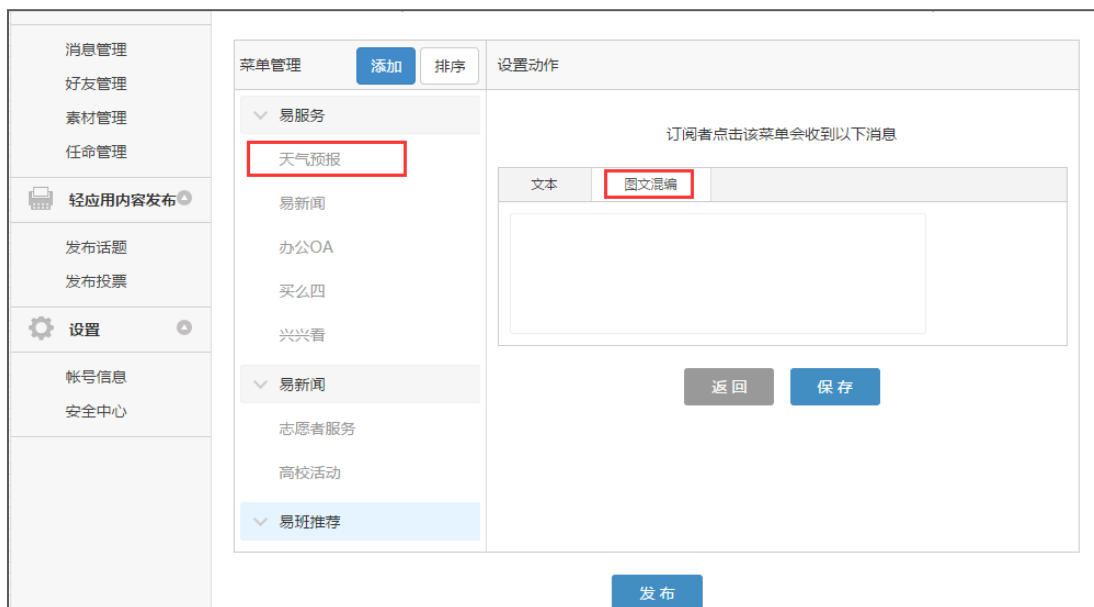 消息管理
好友管理
素材管理
任命管理
轻应用内容发布
发布话题
发布投票
设置
帐号信息
安全中心
菜单管理
添加
排序
易服务
天气预报
易新闻
办公OA
买么四
兴兴看
易新闻
志愿者服务
高校活动
易班推荐
设置动作
订阅者点击该菜单会收到以下消息
文本
图文混编
返回
保存
发布